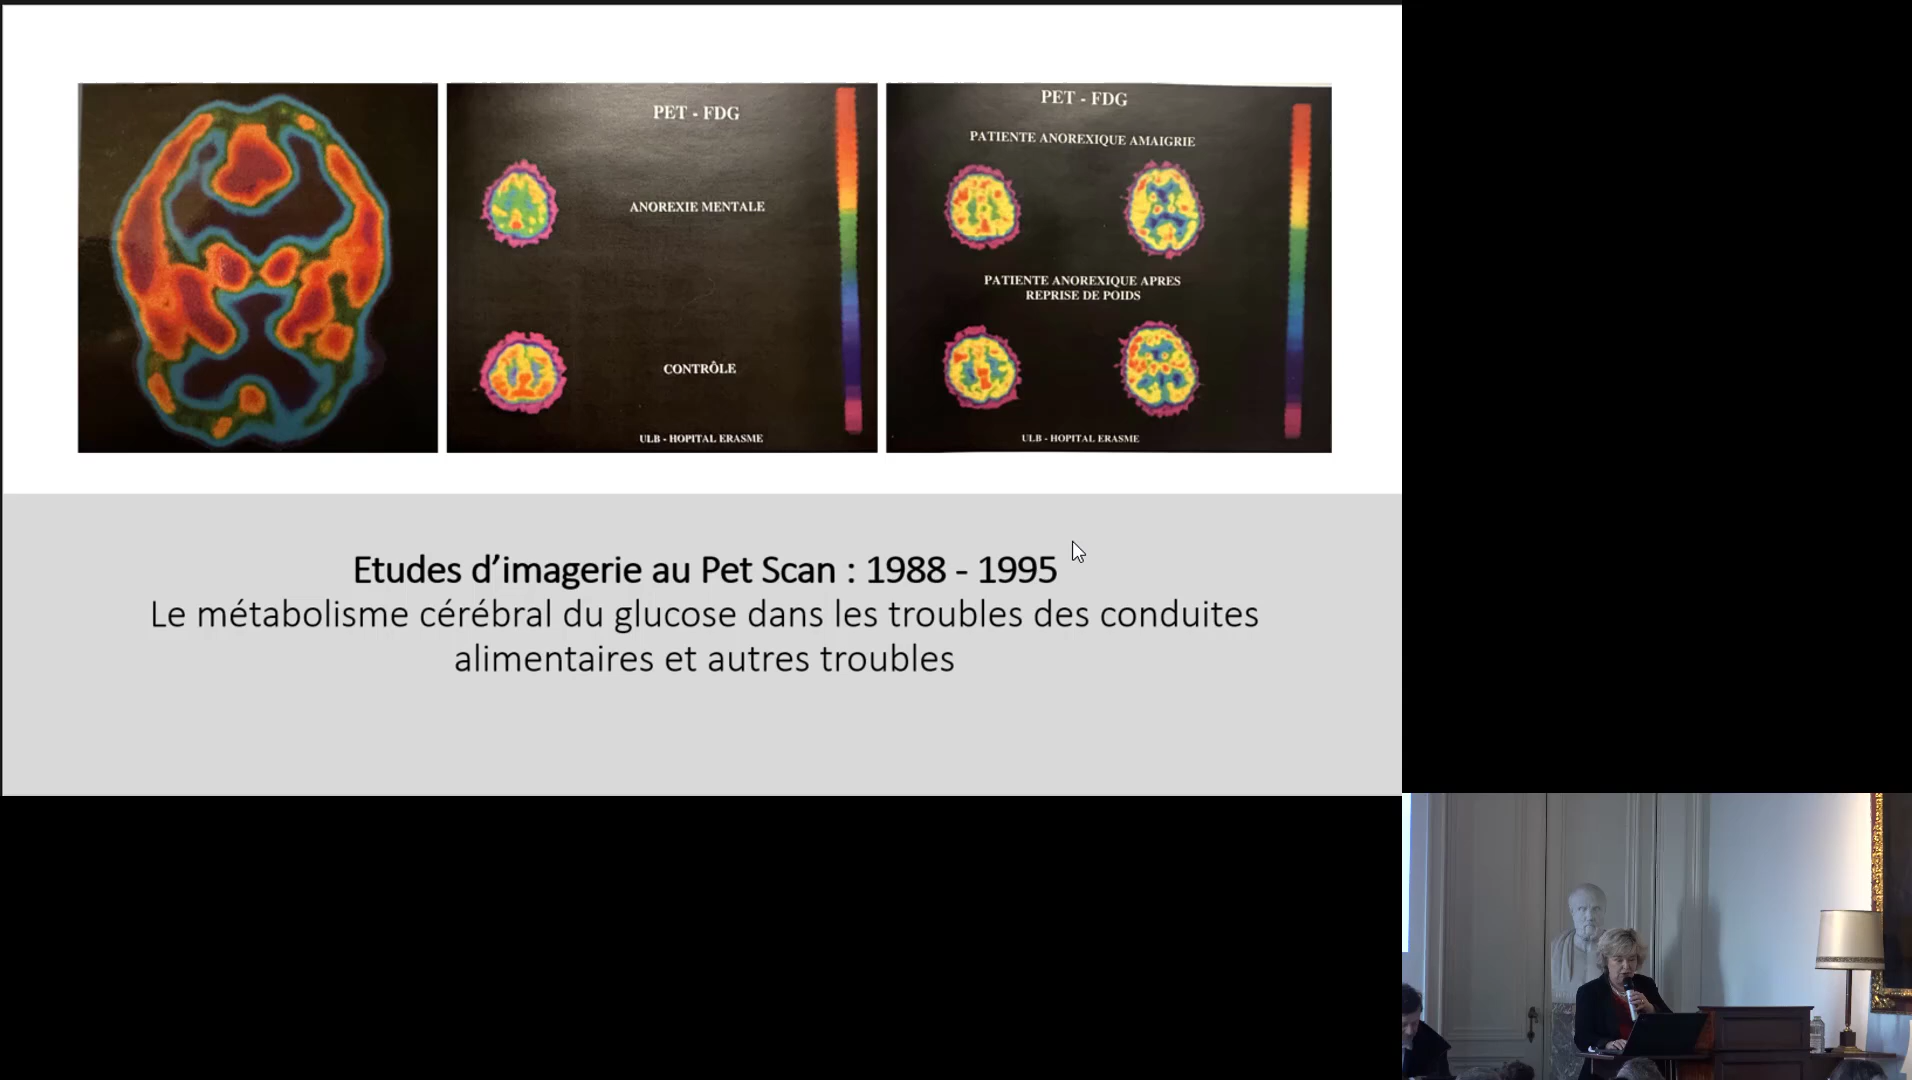 PET - FDG
ANOREXIE MENTALE
CONTRÔLE
ULB - HOPITAL ERASME
PET - FDG
PATIENTE ANOREXIQUE AMAIGRIE
PATIENTE ANOREXIQUE APRES
REPRISE DE POIDS
ULB - HOPITAL ERASME
Etudes d’imagerie au Pet Scan : 1988 - 1995
Le métabolisme cérébral du glucose dans les troubles des conduites
alimentaires et autres troubles